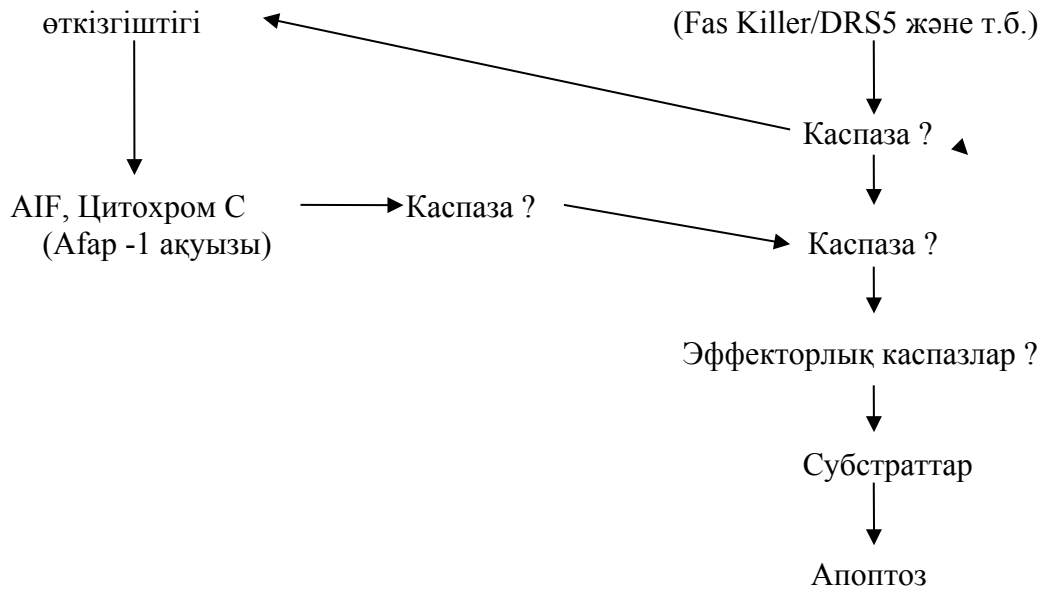 өткізгіштігі
(Fas Killer/DRS5 және т.б.)
Каспаза ?
AIF, Цитохром С
(Afap -1 ақуызы)
Каспаза ?
Каспаза ?
Эффекторлық каспазлар ?
Субстраттар
Апоптоз